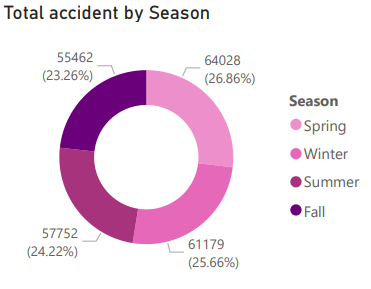 Total accident by Season
55462
(23.26%)
64028
(26.86%)
Season
Spring
Winter
Summer
Fall
57752
(24.22%)
61179
(25.66%)